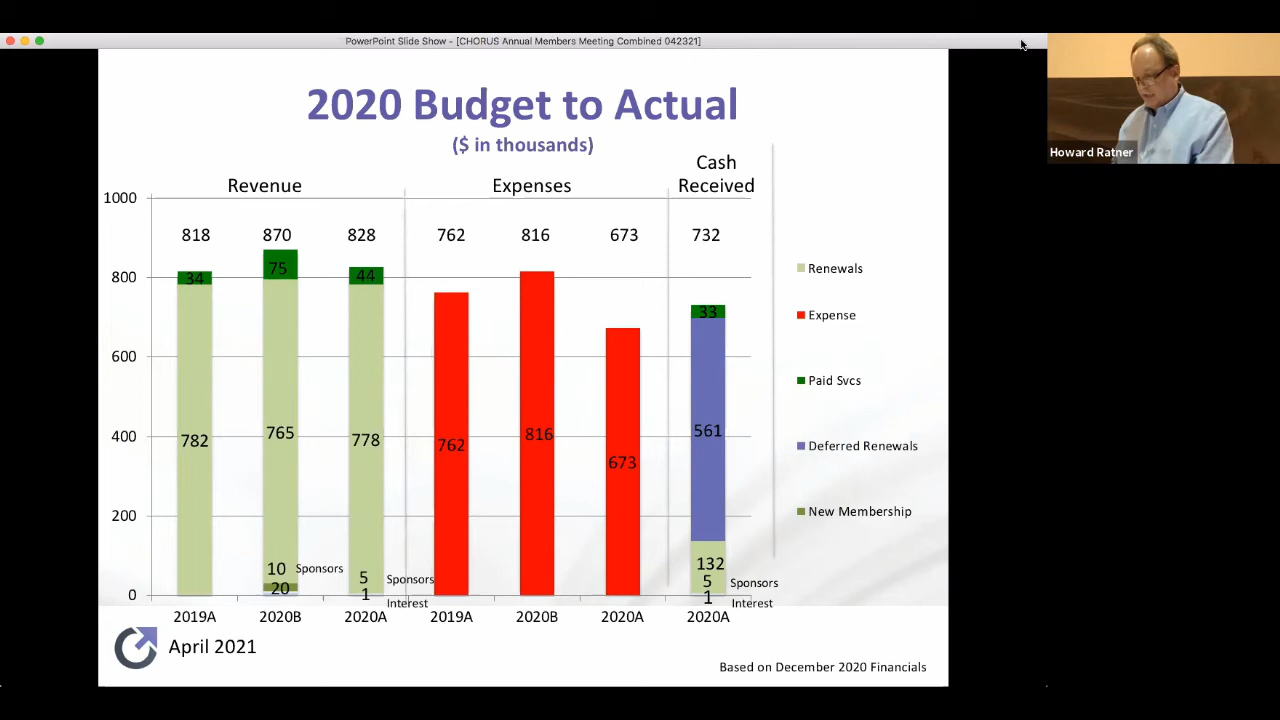 PowerPoint Slide Show - [CHORUS Annual Members Meeting Combined 042321]
Howard Ratner
2020 Budget to Actual
($ in thousands)
Revenue
Expenses
Cash
Received
1000
818 870 828 762 816 673 732
800
600
400
200
0
34 75 44 33
782 765 778 762 816 673 561
132
10 Sponsors
20
5 Sponsors
1 Interest
5 Sponsors
1 Interest
2019A 2020B 2020A 2019A 2020B 2020A 2020A
Renewals
Expense
Paid Svcs
Deferred Renewals
New Membership
April 2021
Based on December 2020 Financials